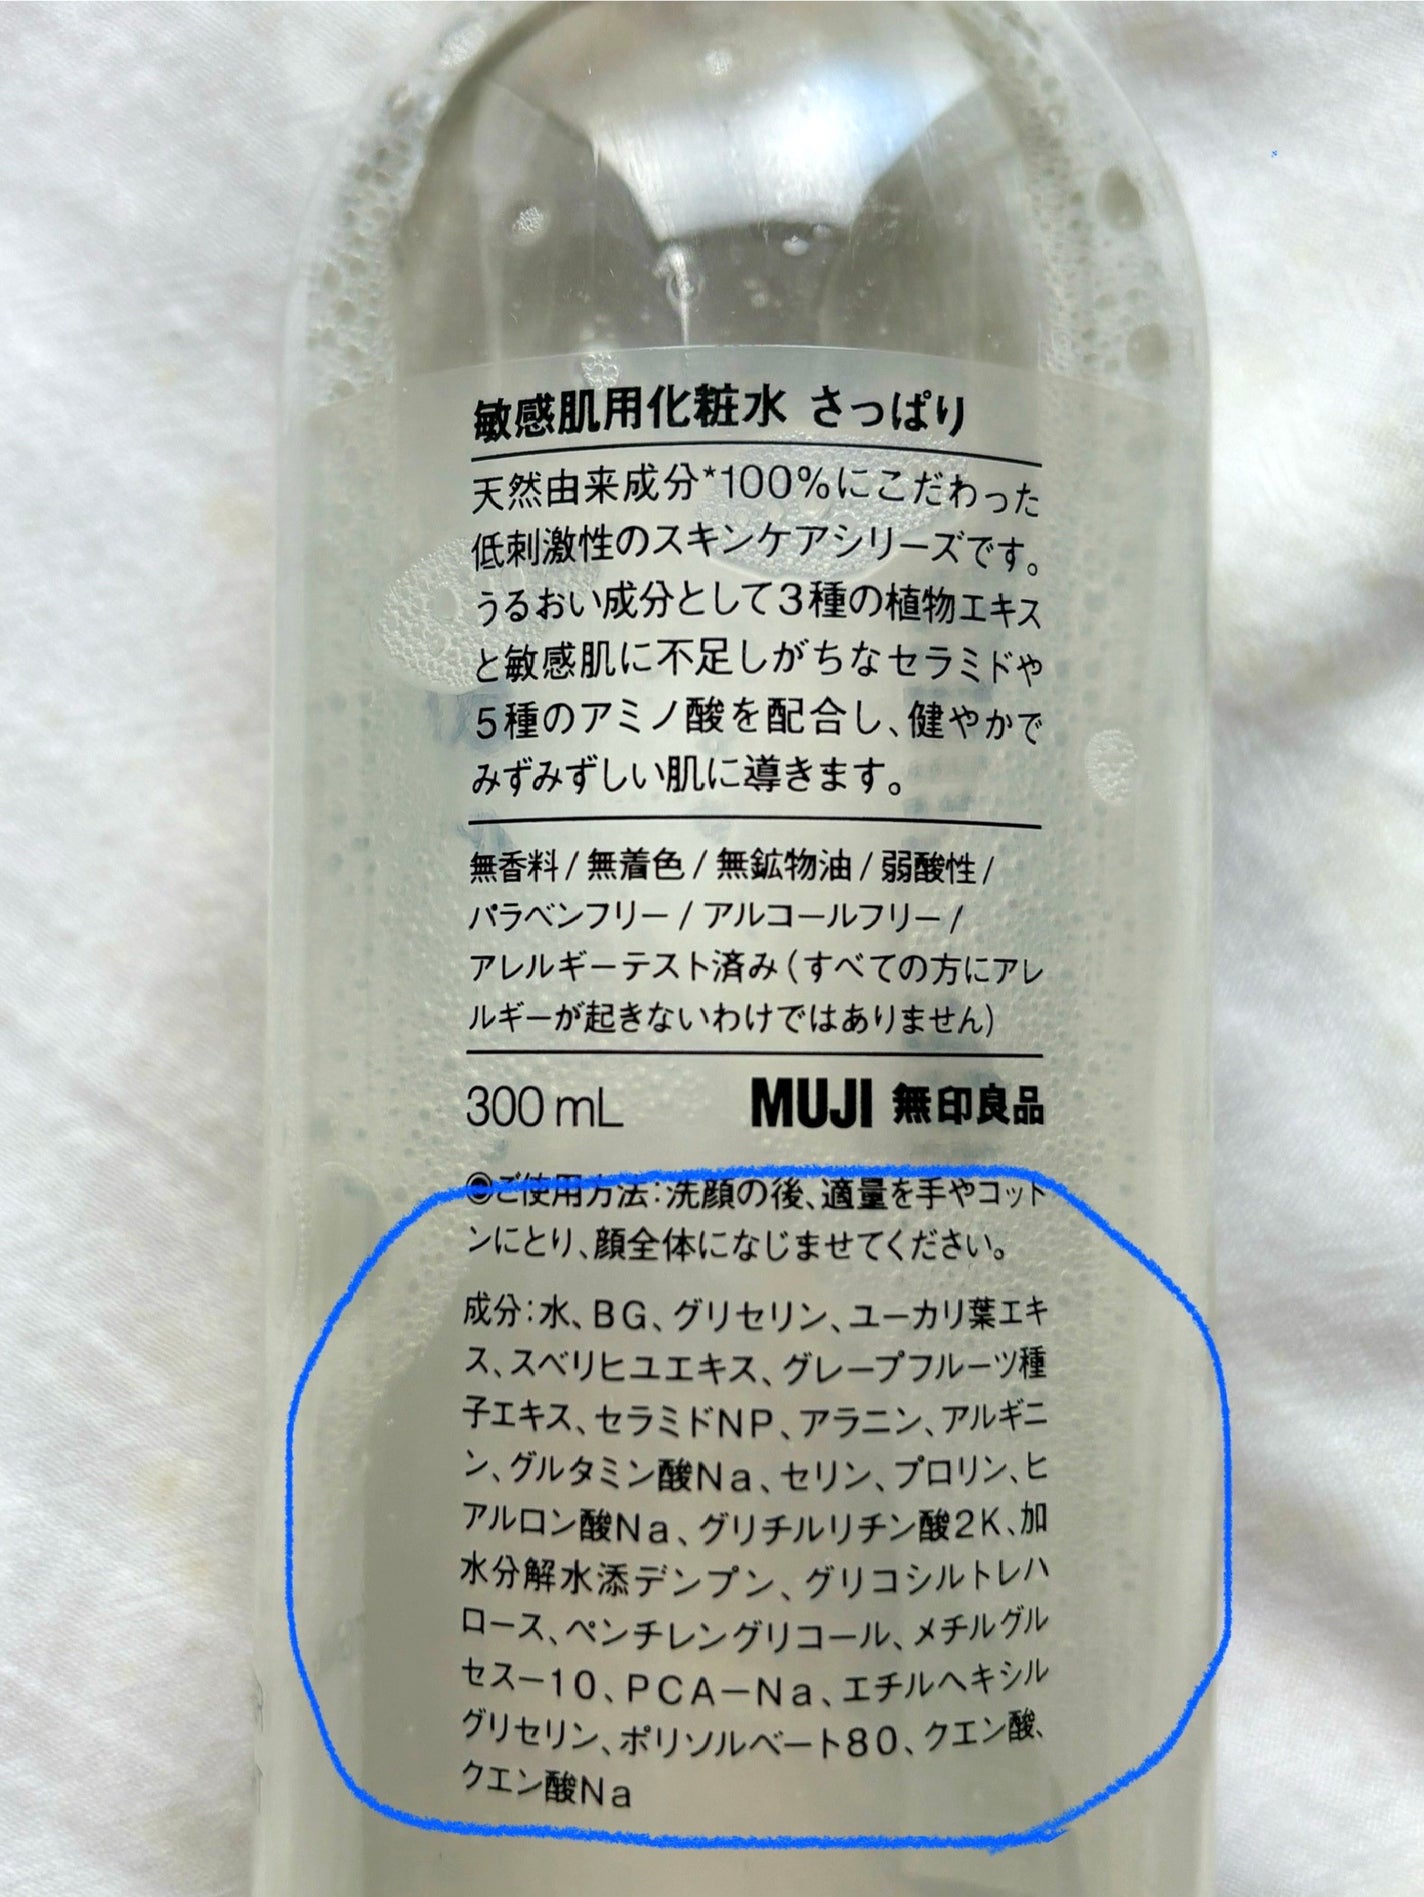 敏感肌用化粧水 さっぱり
天然由来成分*100%にこだわった
低刺激性のスキンケアシリーズです。
うるおい成分として3種の植物エキス
と敏感肌に不足しがちなセラミドや
5種のアミノ酸を配合し、健やかで
みずみずしい肌に導きます。
無香料/無着色/無鉱物油/弱酸性/
パラベンフリー/アルコールフリー/
アレルギーテスト済み(すべての方にアレ
ルギーが起きないわけではありません)
300mL MUJI 無印良品
◉ご使用方法:洗顔の後、適量を手やコット
ンにとり、顔全体になじませてください。
成分:水、BG、グリセリン、ユーカリ葉エキ
ス、スベリヒユエキス、グレープフルーツ種
子エキス、セラミドNP、アラニン、アルギニ
ン、グルタミン酸Na、セリン、プロリン、ヒ
アルロン酸Na、グリチルリチン酸2K、加
水分解水添デンプン、グリコシルトレハ
ロース、ペンチレングリコール、メチルグル
セス-10、PCA-Na、エチルヘキシル
グリセリン、ポリソルベート80、クエン酸、
クエン酸Na